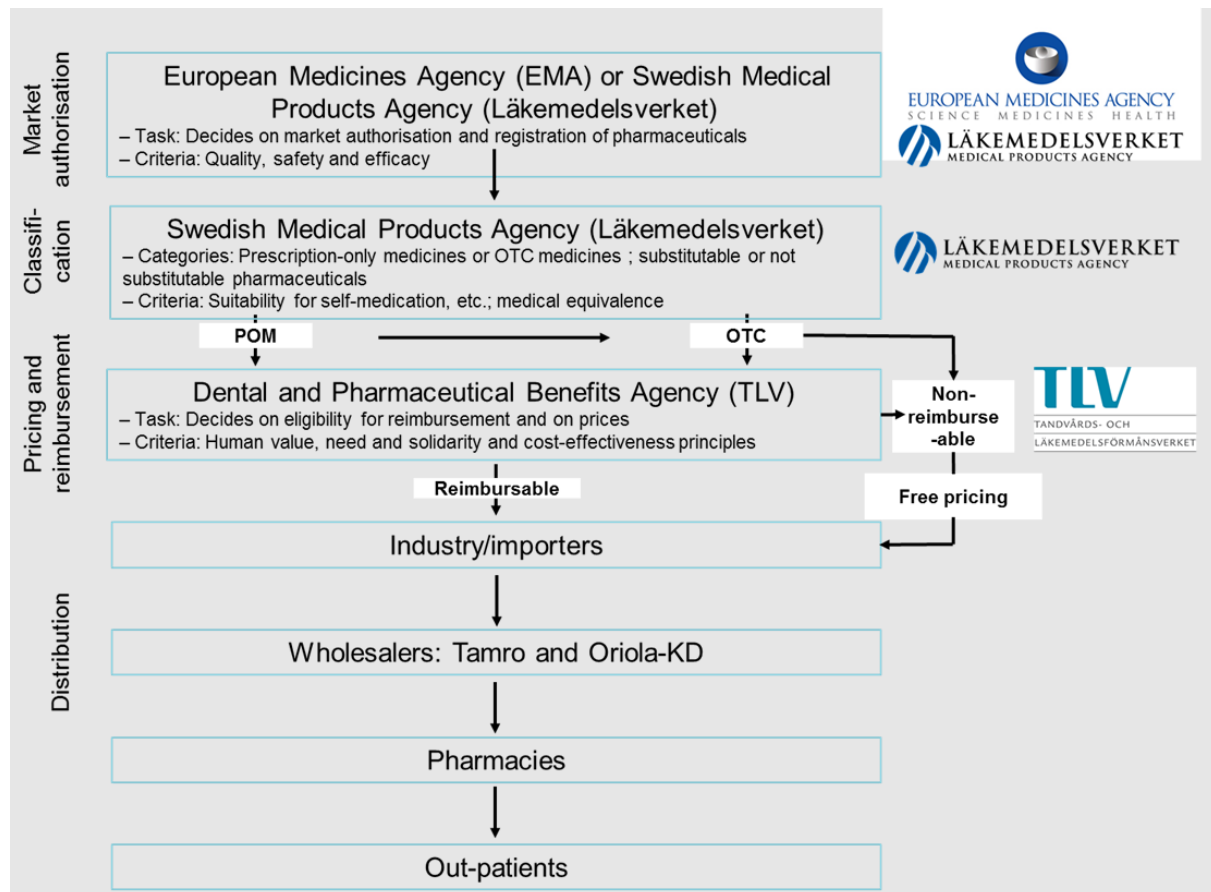 Market
authorisation
European Medicines Agency (EMA) or Swedish Medical
Products Agency (Läkemedelsverket)
– Task: Decides on market authorisation and registration of pharmaceuticals
– Criteria: Quality, safety and efficacy
EUROPEAN MEDICINES AGENCY
SCIENCE MEDICINES HEALTH
LÄKEMEDELSVERKET
MEDICAL PRODUCTS AGENCY
Classifi-
cation
Swedish Medical Products Agency (Läkemedelsverket)
– Categories: Prescription-only medicines or OTC medicines ; substitutable or not
substitutable pharmaceuticals
– Criteria: Suitability for self-medication, etc.; medical equivalence
LÄKEMEDELSVERKET
MEDICAL PRODUCTS AGENCY
POM
OTC
Pricing and
reimbursement
Dental and Pharmaceutical Benefits Agency (TLV)
– Task: Decides on eligibility for reimbursement and on prices
– Criteria: Human value, need and solidarity and cost-effectiveness principles
Non-
reimburse
-able
TLV
TANDVÅRDS- OCH
LÄKEMEDELSFÖRMÅNSVERKET
Reimbursable
Free pricing
Distribution
Industry/importers
Wholesalers: Tamro and Oriola-KD
Pharmacies
Out-patients